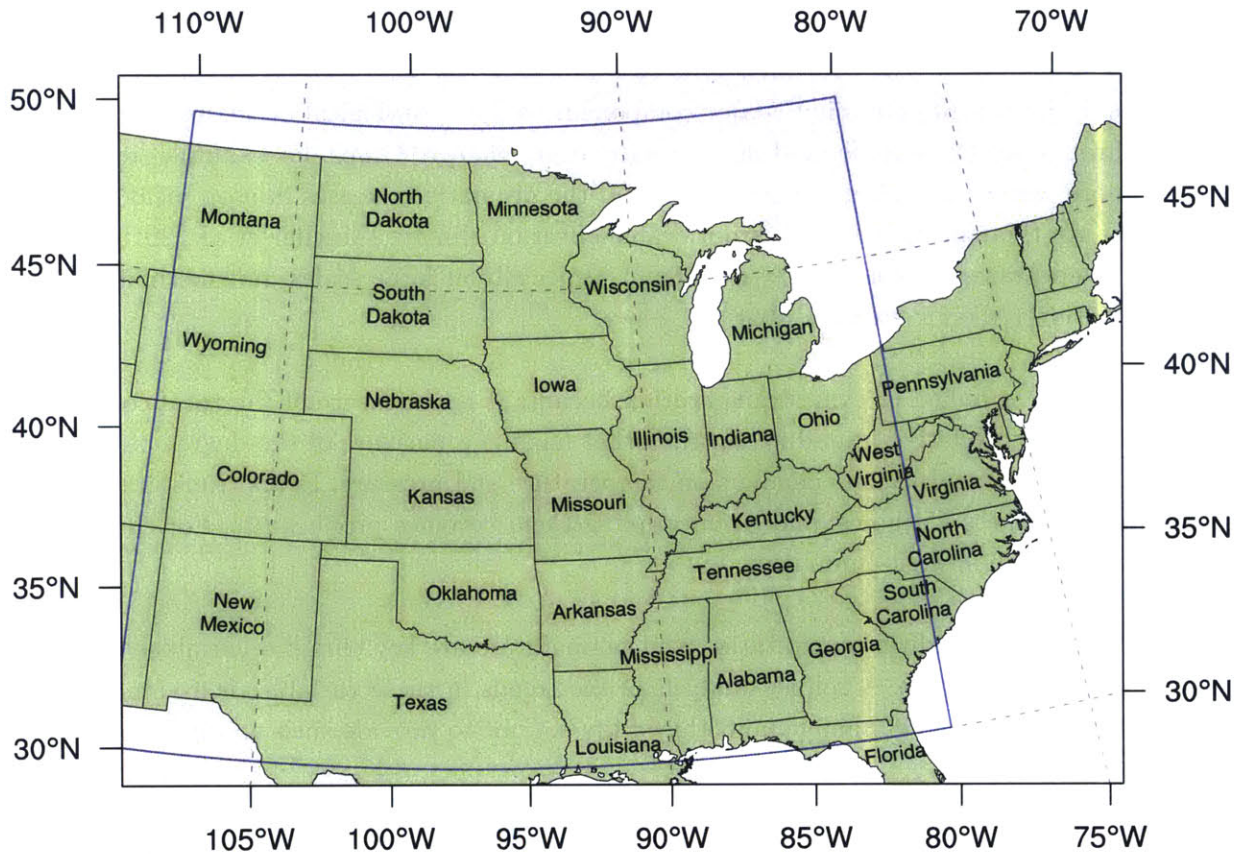 110°W 100°W 90°W 80°W 70°W
50°N
45°N
40°N
35°N
30°N
45°N
40°N
35°N
30°N
Montana
North
Dakota
Minnesota
South
Dakota
Wisconsin
Michigan
Wyoming
Nebraska
Iowa
Pennsylvania
Illinois
Indiana
Ohio
West
Virginia
Virginia
Colorado
Kansas
Missouri
Kentucky
North
Carolina
Tennessee
South
Carolina
New
Mexico
Oklahoma
Arkansas
Mississippi
Alabama
Georgia
Texas
Louisiana
Florida
105°W 100°W 95°W 90°W 85°W 80°W 75°W